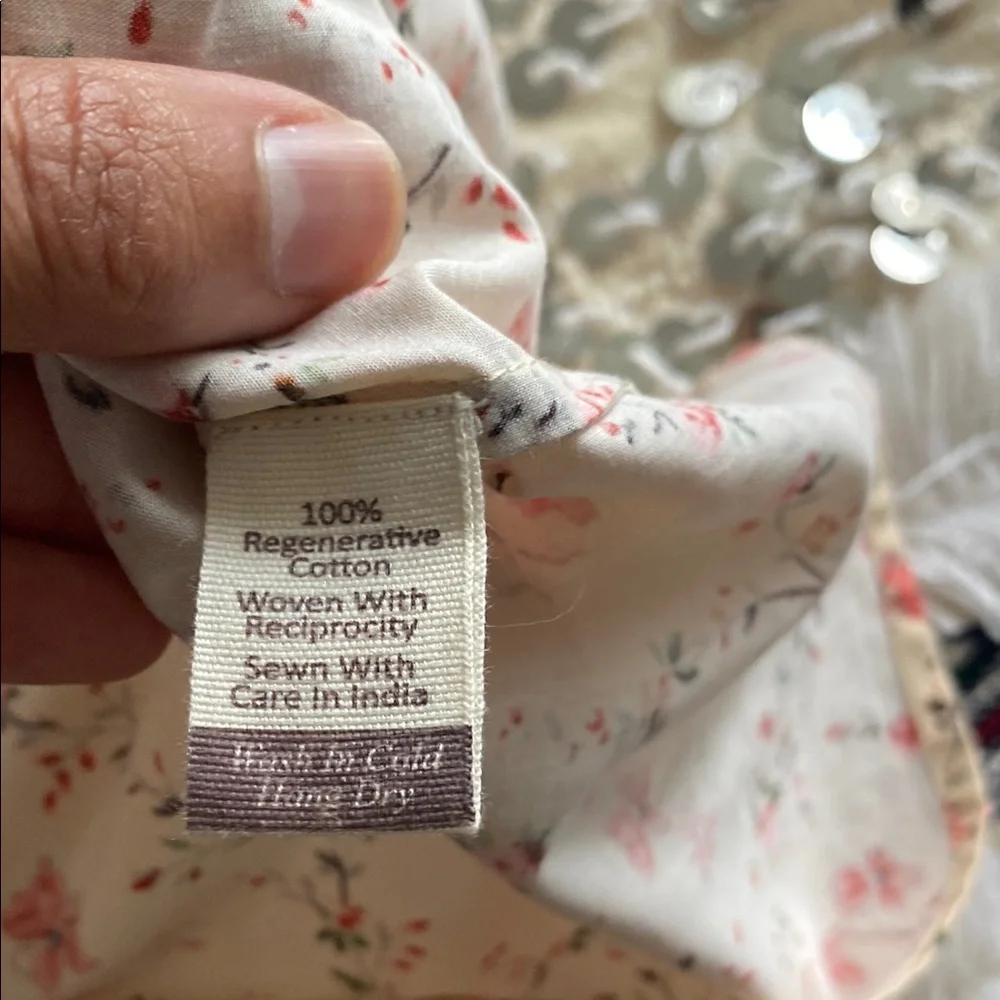 100%
Regenerative
Cotton
Woven With
Reciprocity
Sewn With
Care in India
Wash in Cold
Hang Dry